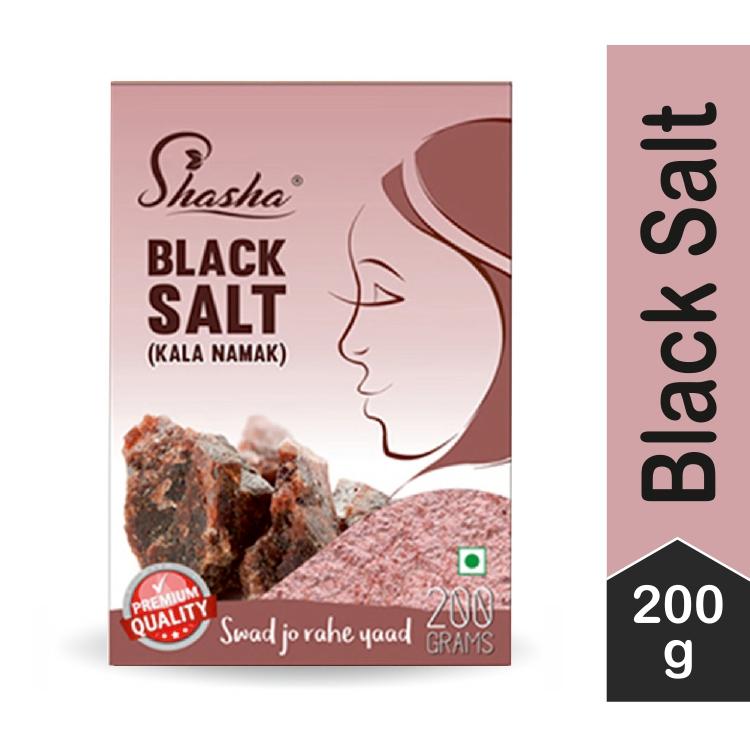 Shasha®
BLACK
SALT
(KALA NAMAK)
PREMIUM
QUALITY
Swad jo rahe yaad
200
GRAMS
Black Salt
200
g